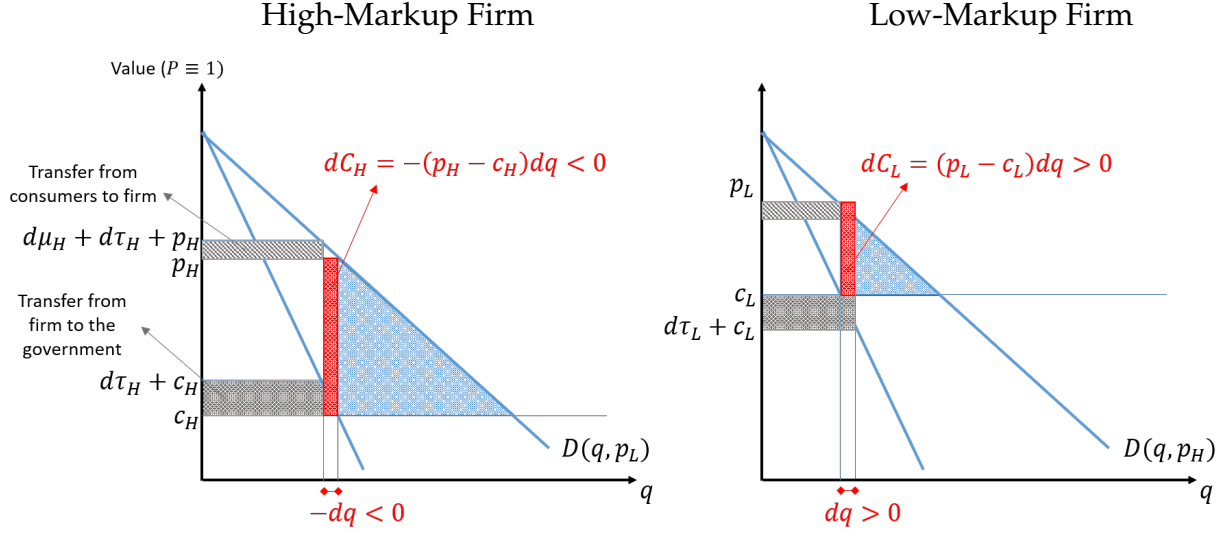 High-Markup Firm
Low-Markup Firm
Value (𝑃 ≡ 1)
Transfer from
consumers to firm
𝑑𝜇_𝐻 + 𝑑𝜏_𝐻 + 𝑝_𝐻
𝑝_𝐻
Transfer from
firm to the
government
𝑑𝜏_𝐻 + 𝑐_𝐻
𝑐_𝐻
𝑑𝐶_𝐻 = −(𝑝_𝐻 − 𝑐_𝐻)𝑑𝑞 < 0
𝐷(𝑞, 𝑝_𝐿)
𝑞
−𝑑𝑞 < 0
𝑝_𝐿
𝑐_𝐿
𝑑𝜏_𝐿 + 𝑐_𝐿
𝑑𝐶_𝐿 = (𝑝_𝐿 − 𝑐_𝐿)𝑑𝑞 > 0
𝐷(𝑞, 𝑝_𝐻)
𝑞
𝑑𝑞 > 0